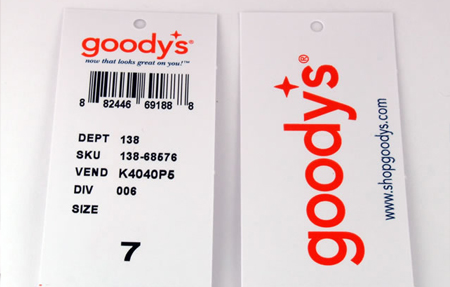 goody's®
now that looks great on you!™
8 82446 69188 8
DEPT 138
SKU 138-68576
VEND K4040P5
DIV 006
SIZE
7
goody's®
www.shopgoodys.com